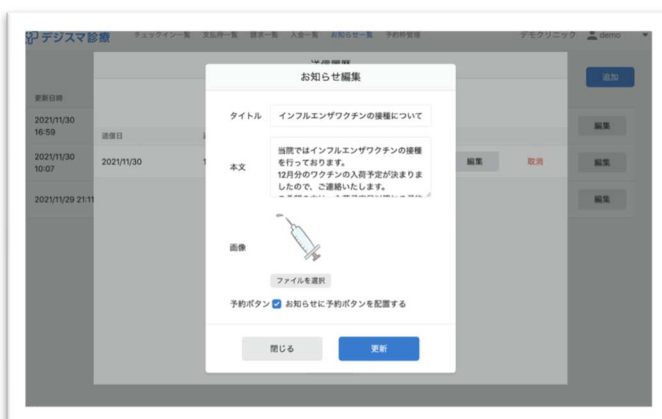 デジスマ診療 チェックイン一覧 支払待一覧 請求一覧 入金一覧 お知らせ一覧 予約枠管理 デモクリニック demo
送信履歴
追加
お知らせ編集
更新日時
タイトル インフルエンザワクチンの接種について
2021/11/30
16:59
編集
送信日
本文
当院ではインフルエンザワクチンの接種
を行っております。
12月分のワクチンの入荷予定が決まりま
したので、ご連絡いたします。
2021/11/30
10:07
2021/11/30
編集 取消
編集
2021/11/29 21:11
編集
画像
ファイルを選択
予約ボタン お知らせに予約ボタンを配置する
閉じる 更新